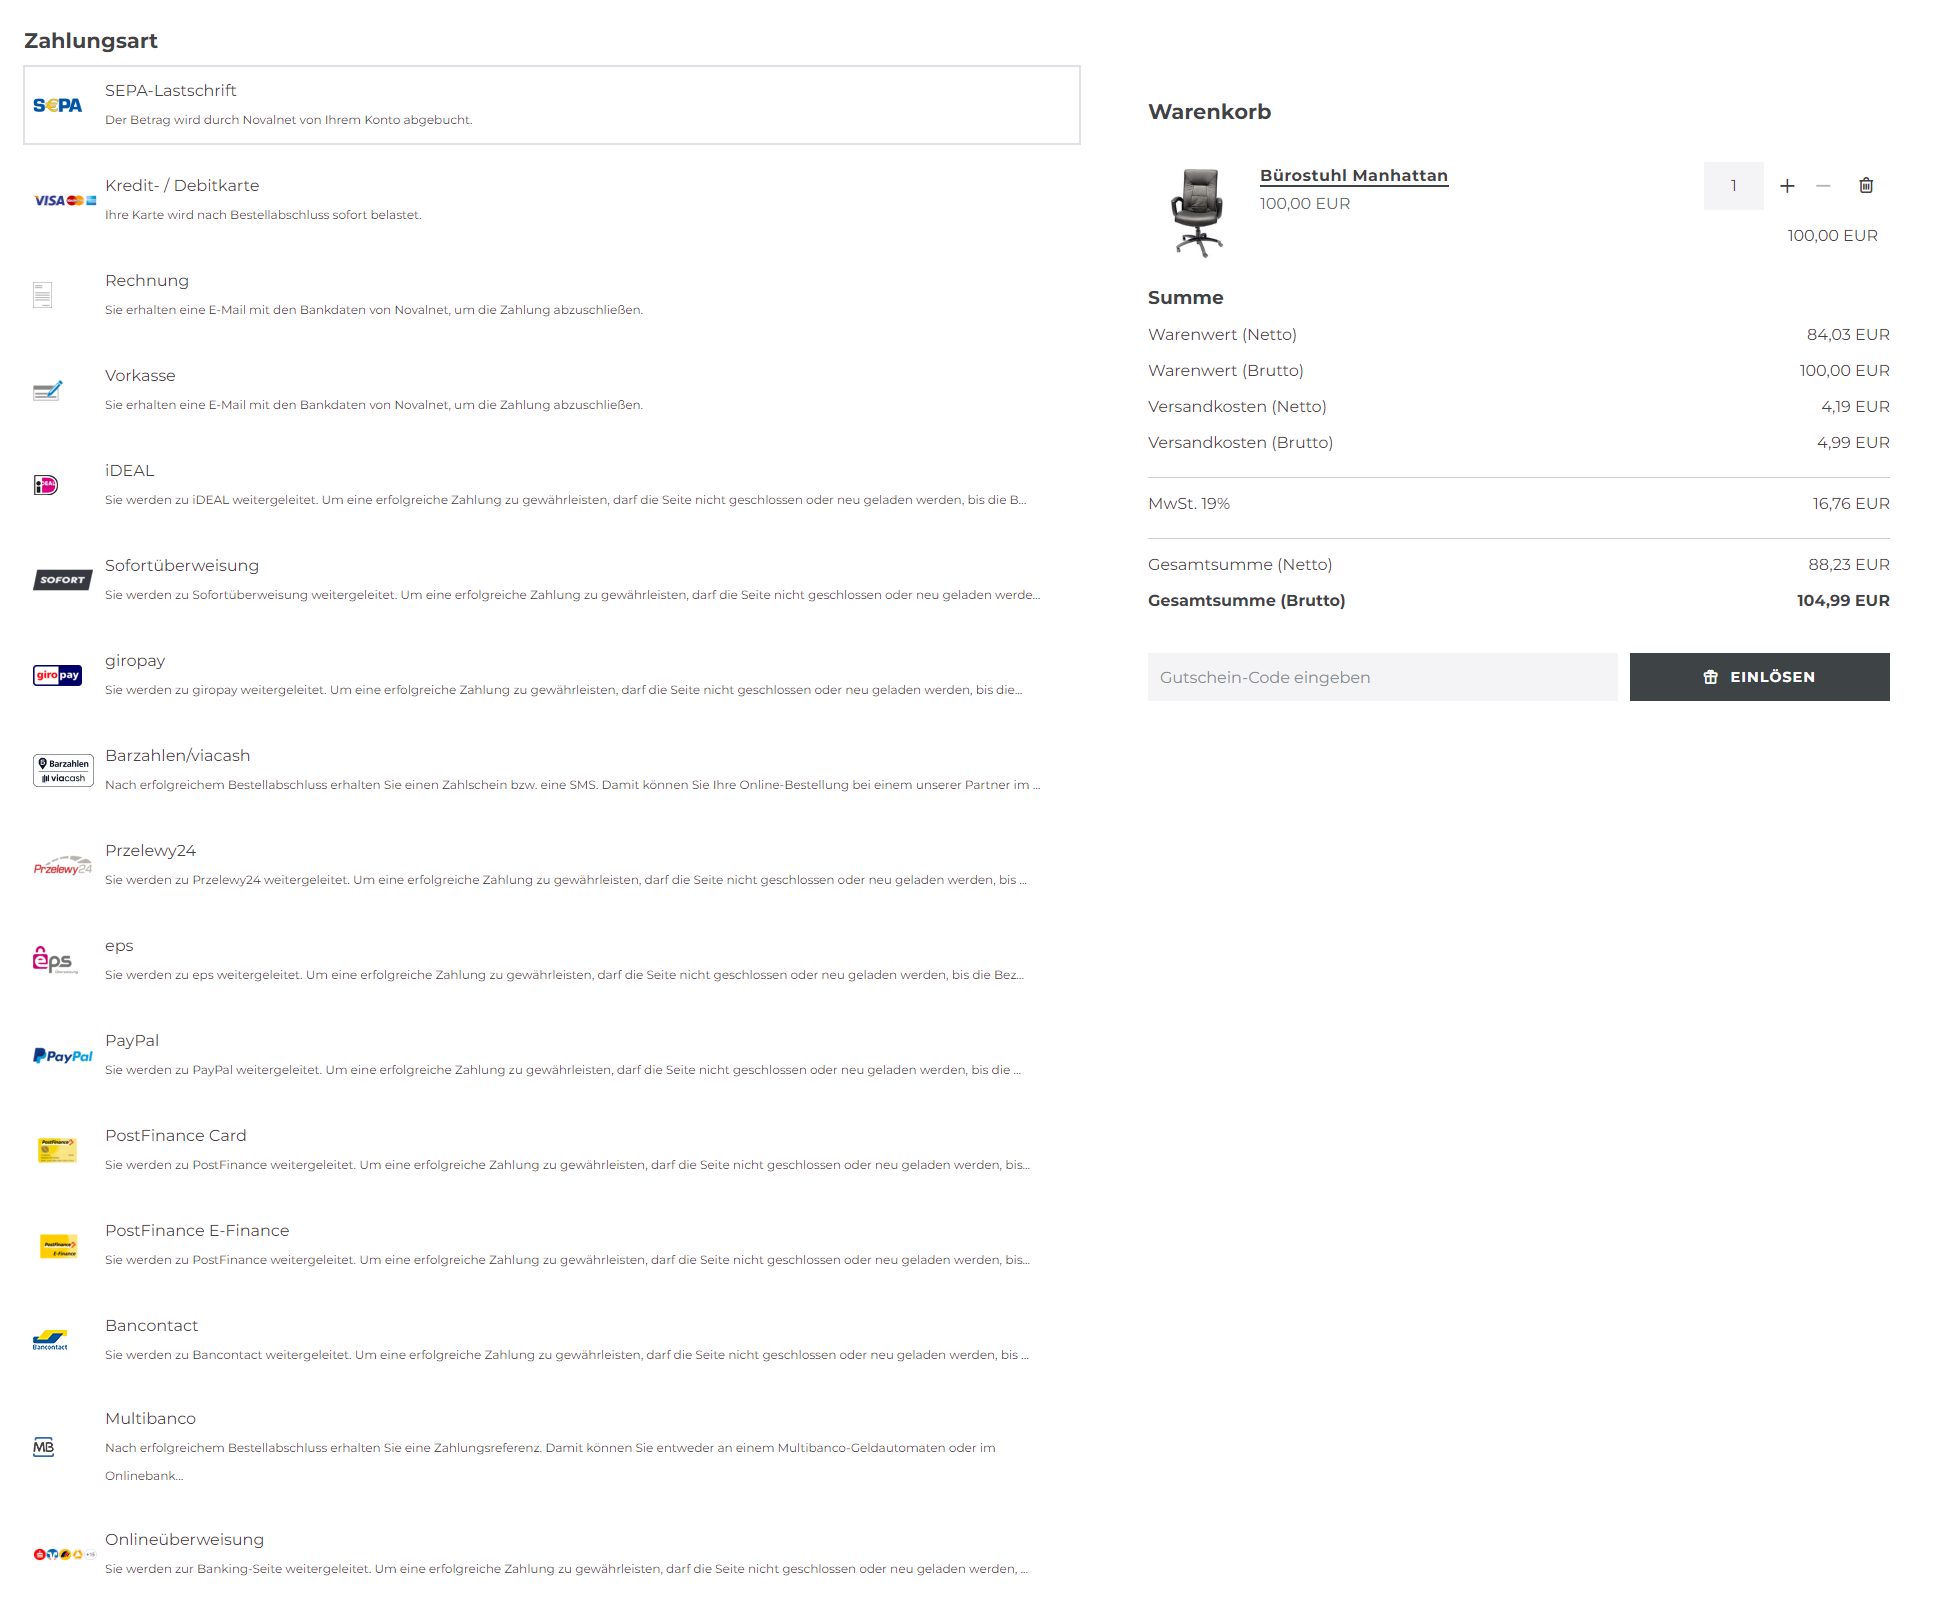 Zahlungsart
SEPA
SEPA-Lastschrift
Der Betrag wird durch Novalnet von Ihrem Konto abgebucht.
VISA
Kredit- / Debitkarte
Ihre Karte wird nach Bestellabschluss sofort belastet.
Rechnung
Sie erhalten eine E-Mail mit den Bankdaten von Novalnet, um die Zahlung abzuschließen.
Vorkasse
Sie erhalten eine E-Mail mit den Bankdaten von Novalnet, um die Zahlung abzuschließen.
iDEAL
iDEAL
Sie werden zu iDEAL weitergeleitet. Um eine erfolgreiche Zahlung zu gewährleisten, darf die Seite nicht geschlossen oder neu geladen werden, bis die B...
SOFORT
Sofortüberweisung
Sie werden zu Sofortüberweisung weitergeleitet. Um eine erfolgreiche Zahlung zu gewährleisten, darf die Seite nicht geschlossen oder neu geladen werde...
giropay
giropay
Sie werden zu giropay weitergeleitet. Um eine erfolgreiche Zahlung zu gewährleisten, darf die Seite nicht geschlossen oder neu geladen werden, bis die...
Barzahlen
viacash
Barzahlen/viacash
Nach erfolgreichem Bestellabschluss erhalten Sie einen Zahlschein bzw. eine SMS. Damit können Sie Ihre Online-Bestellung bei einem unserer Partner im ...
Przelewy24
Przelewy24
Sie werden zu Przelewy24 weitergeleitet. Um eine erfolgreiche Zahlung zu gewährleisten, darf die Seite nicht geschlossen oder neu geladen werden, bis ...
eps
eps
Sie werden zu eps weitergeleitet. Um eine erfolgreiche Zahlung zu gewährleisten, darf die Seite nicht geschlossen oder neu geladen werden, bis die Bez...
PayPal
PayPal
Sie werden zu PayPal weitergeleitet. Um eine erfolgreiche Zahlung zu gewährleisten, darf die Seite nicht geschlossen oder neu geladen werden, bis die ...
PostFinance
PostFinance Card
Sie werden zu PostFinance weitergeleitet. Um eine erfolgreiche Zahlung zu gewährleisten, darf die Seite nicht geschlossen oder neu geladen werden, bis...
PostFinance
E-Finance
PostFinance E-Finance
Sie werden zu PostFinance weitergeleitet. Um eine erfolgreiche Zahlung zu gewährleisten, darf die Seite nicht geschlossen oder neu geladen werden, bis...
Bancontact
Bancontact
Sie werden zu Bancontact weitergeleitet. Um eine erfolgreiche Zahlung zu gewährleisten, darf die Seite nicht geschlossen oder neu geladen werden, bis ...
MB
Multibanco
Nach erfolgreichem Bestellabschluss erhalten Sie eine Zahlungsreferenz. Damit können Sie entweder an einem Multibanco-Geldautomaten oder im
Onlinebank...
+15
Onlineüberweisung
Sie werden zur Banking-Seite weitergeleitet. Um eine erfolgreiche Zahlung zu gewährleisten, darf die Seite nicht geschlossen oder neu geladen werden, ...
Warenkorb
Bürostuhl Manhattan
100,00 EUR
1
100,00 EUR
Summe
Warenwert (Netto) 84,03 EUR
Warenwert (Brutto) 100,00 EUR
Versandkosten (Netto) 4,19 EUR
Versandkosten (Brutto) 4,99 EUR
MwSt. 19% 16,76 EUR
Gesamtsumme (Netto) 88,23 EUR
Gesamtsumme (Brutto) 104,99 EUR
Gutschein-Code eingeben
EINLÖSEN